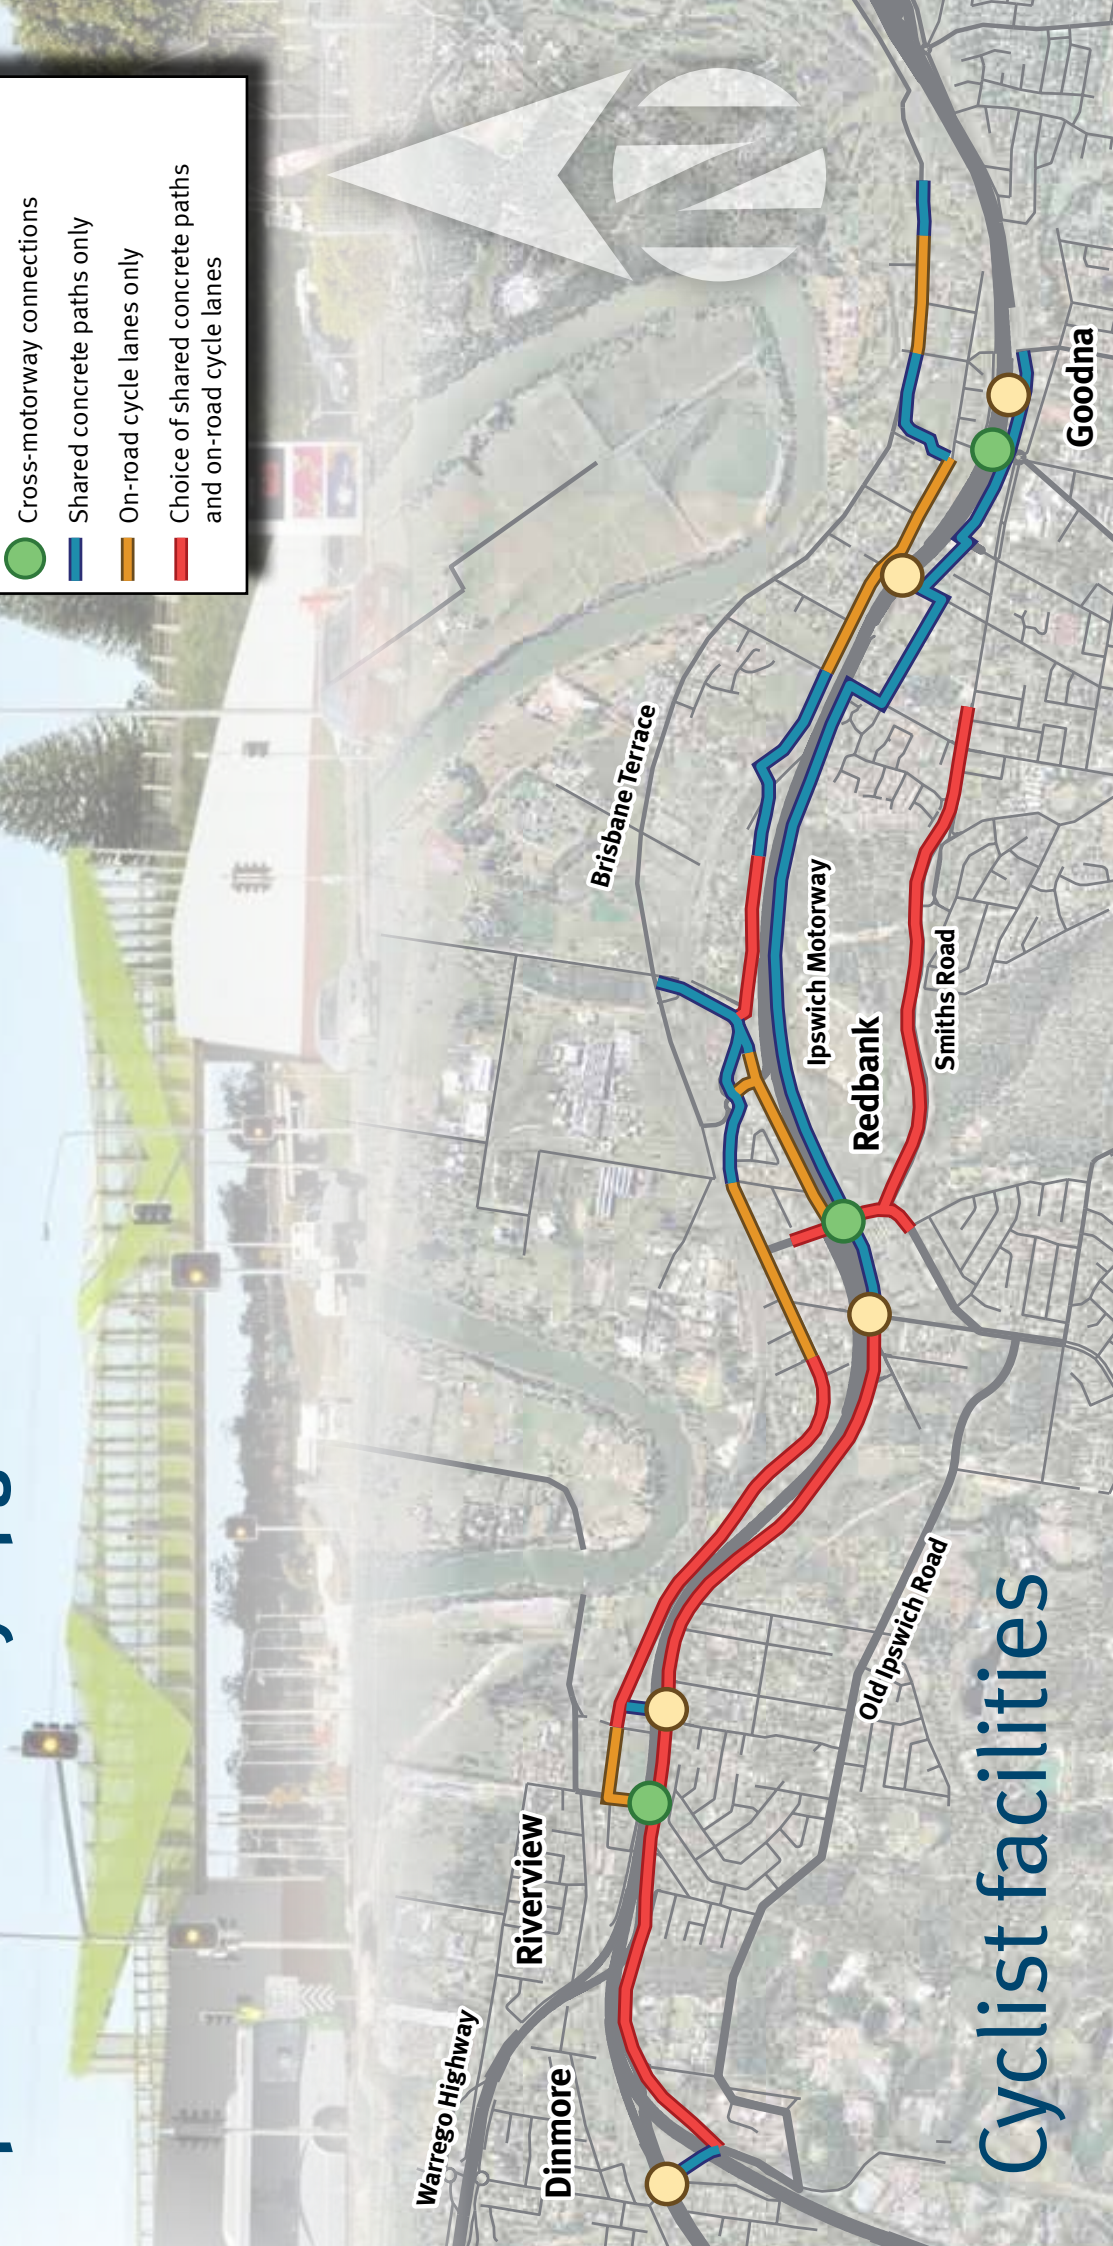 Cross-motorway connections
Shared concrete paths only
On-road cycle lanes only
Choice of shared concrete paths
and on-road cycle lanes
Warrego Highway
Dinmore
Riverview
Brisbane Terrace
Ipswich Motorway
Redbank
Smiths Road
Old Ipswich Road
Goodna
N
Cyclist facilities